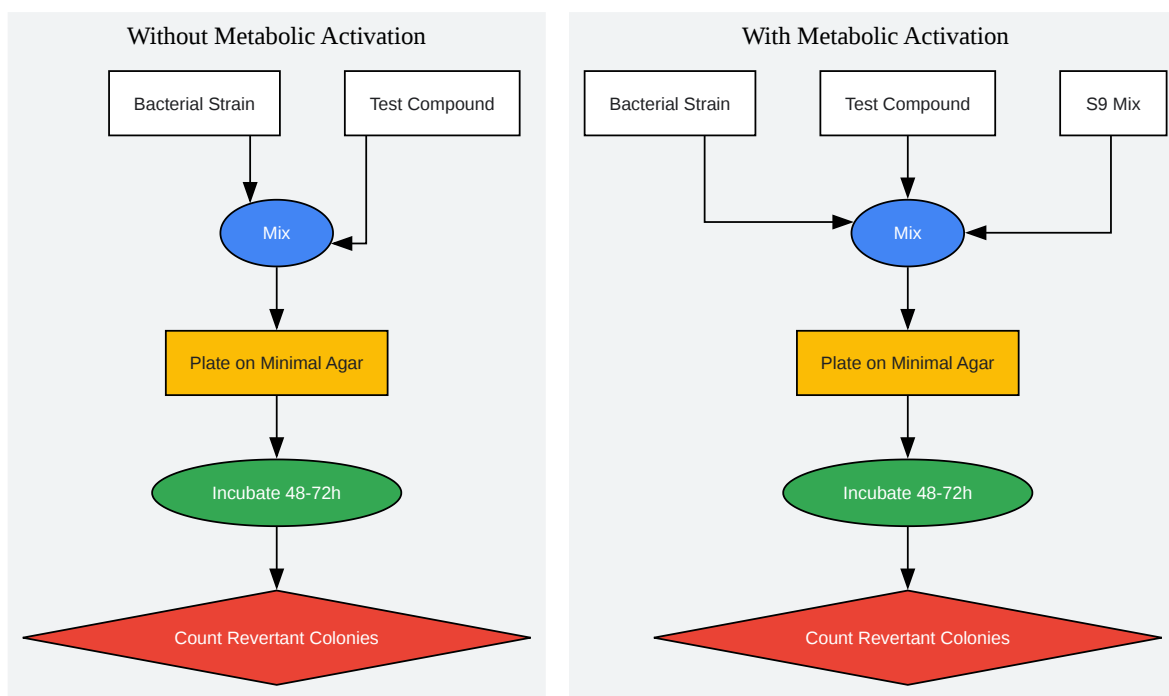 Without Metabolic Activation
Bacterial Strain
Test Compound
Mix
Plate on Minimal Agar
Incubate 48-72h
Count Revertant Colonies
With Metabolic Activation
Bacterial Strain
Test Compound
S9 Mix
Mix
Plate on Minimal Agar
Incubate 48-72h
Count Revertant Colonies